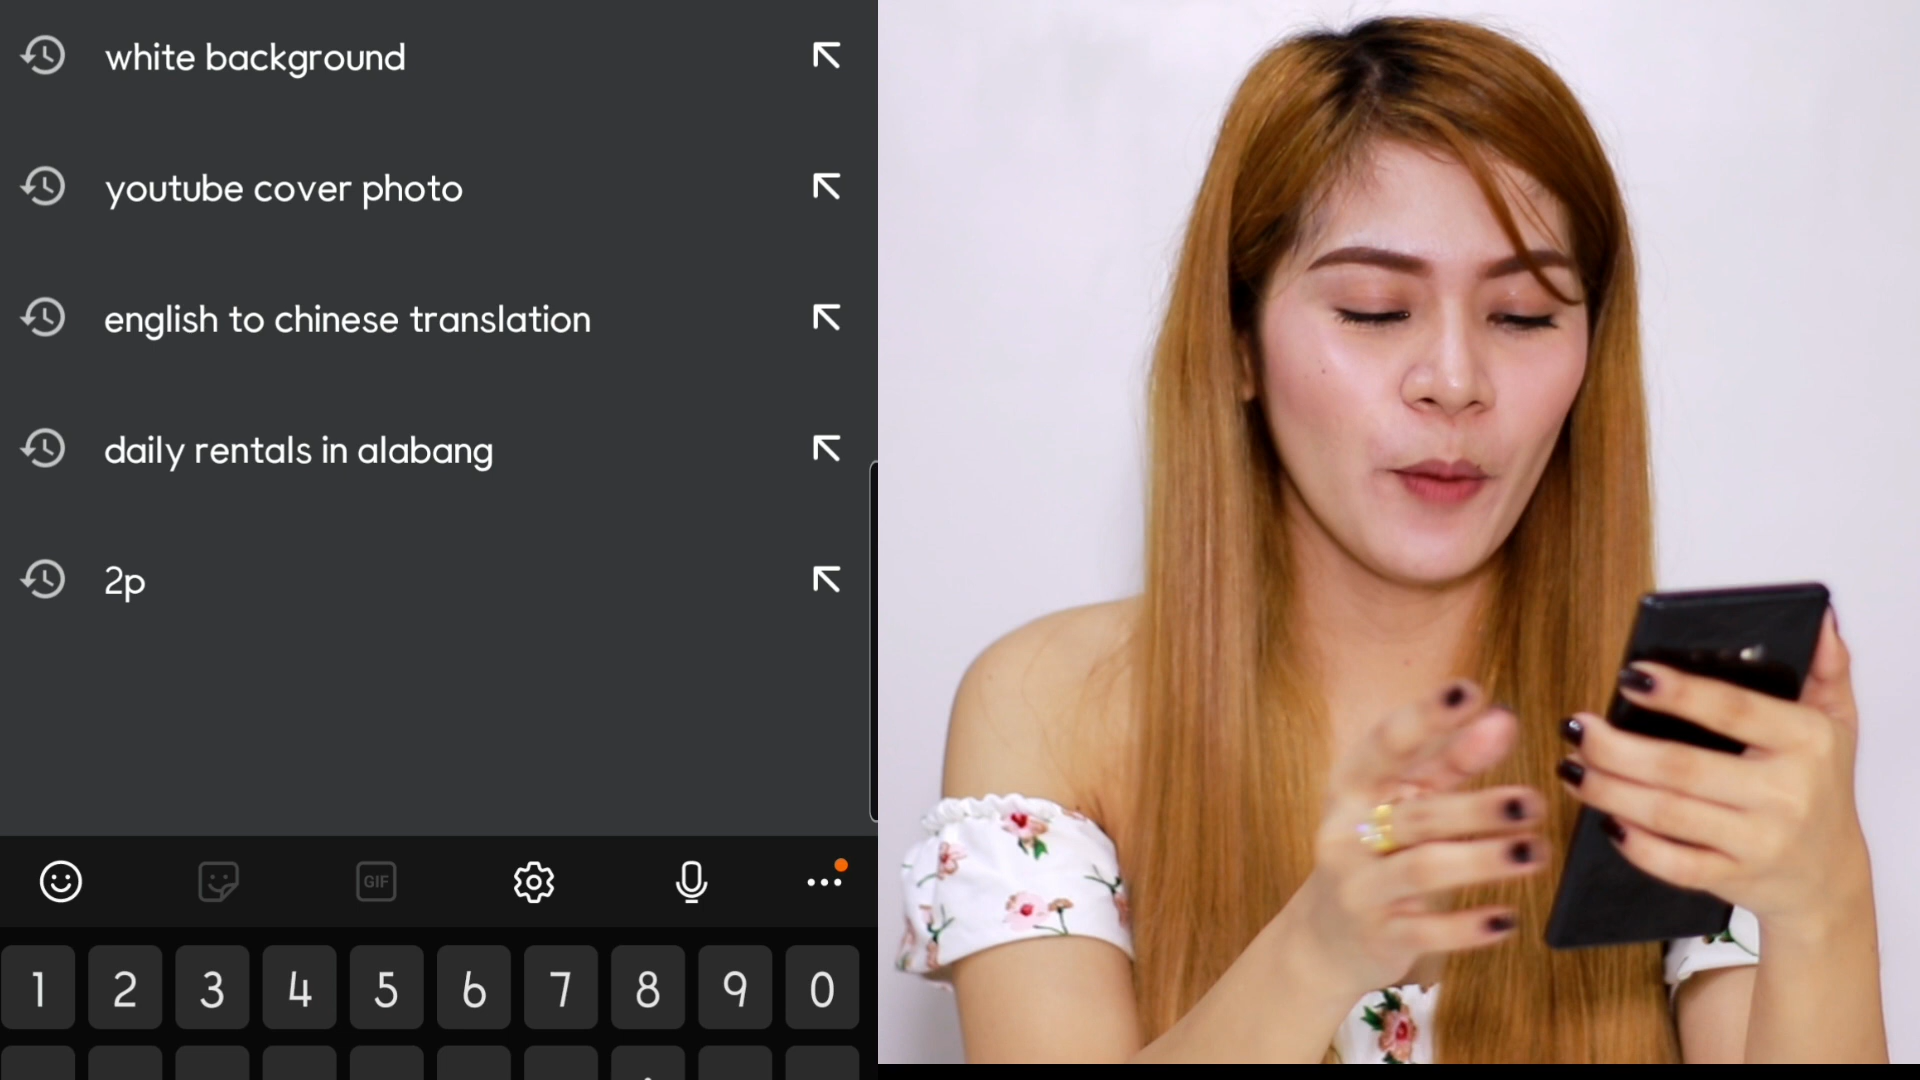 white background
youtube cover photo
english to chinese translation
daily rentals in alabang
2p
GIF
1 2 3 4 5 6 7 8 9 0